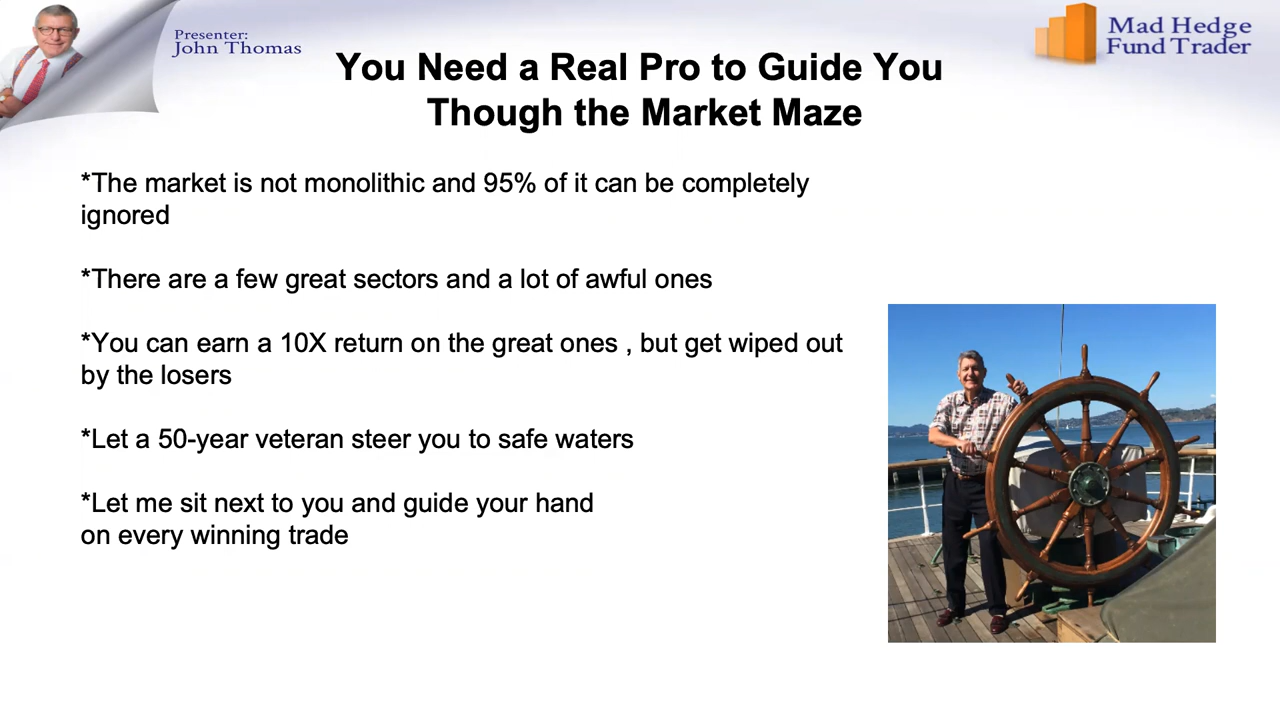 Presenter:
John Thomas
Mad Hedge
Fund Trader
You Need a Real Pro to Guide You
Though the Market Maze
*The market is not monolithic and 95% of it can be completely
ignored
*There are a few great sectors and a lot of awful ones
*You can earn a 10X return on the great ones , but get wiped out
by the losers
*Let a 50-year veteran steer you to safe waters
*Let me sit next to you and guide your hand
on every winning trade